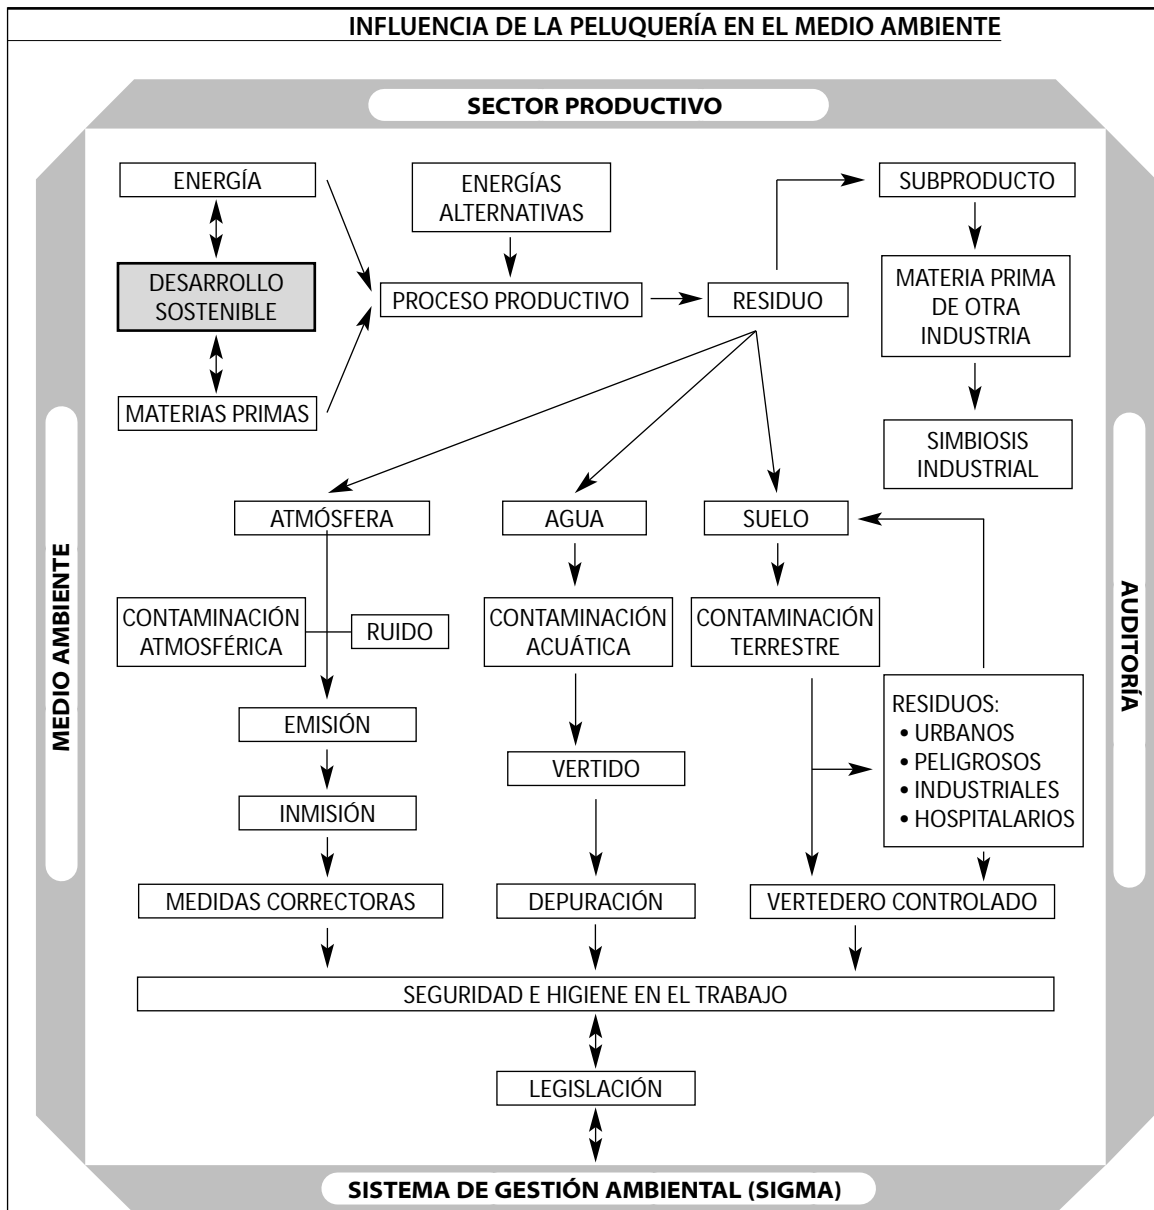 INFLUENCIA DE LA PELUQUERÍA EN EL MEDIO AMBIENTE
SECTOR PRODUCTIVO
ENERGÍA
ENERGÍAS
ALTERNATIVAS
SUBPRODUCTO
DESARROLLO
SOSTENIBLE
PROCESO PRODUCTIVO
RESIDUO
MATERIA PRIMA
DE OTRA
INDUSTRIA
MATERIAS PRIMAS
SIMBIOSIS
INDUSTRIAL
ATMÓSFERA
AGUA
SUELO
MEDIO AMBIENTE
AUDITORÍA
CONTAMINACIÓN
ATMOSFÉRICA
RUIDO
CONTAMINACIÓN
ACUÁTICA
CONTAMINACIÓN
TERRESTRE
EMISIÓN
VERTIDO
RESIDUOS:
• URBANOS
• PELIGROSOS
• INDUSTRIALES
• HOSPITALARIOS
INMISIÓN
MEDIDAS CORRECTORAS
DEPURACIÓN
VERTEDERO CONTROLADO
SEGURIDAD E HIGIENE EN EL TRABAJO
LEGISLACIÓN
SISTEMA DE GESTIÓN AMBIENTAL (SIGMA)